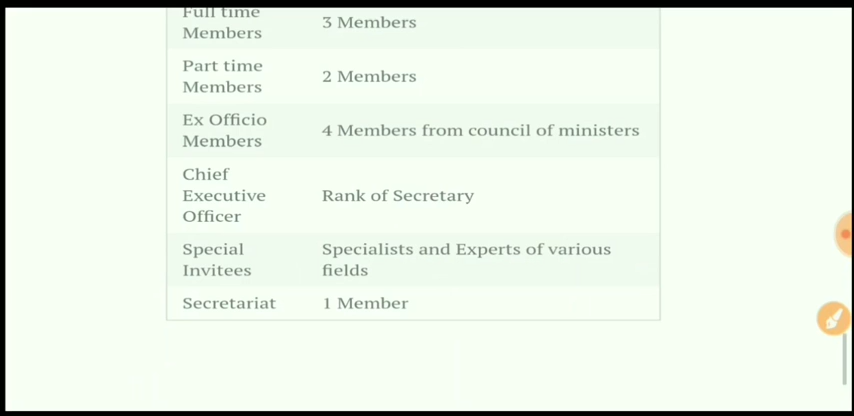 Full time
Members
3 Members
Part time
Members
2 Members
Ex Officio
Members
4 Members from council of ministers
Chief
Executive
Officer
Rank of Secretary
Special
Invitees
Specialists and Experts of various
fields
Secretariat
1 Member